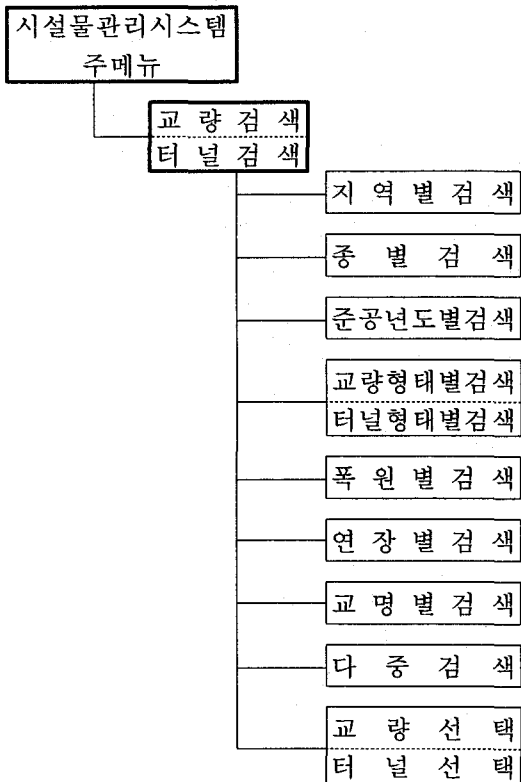 시설물관리시스템
주메뉴
교 량 검 색
터 널 검 색
지 역 별 검 색
종 별 검 색
준공년도별검색
교량형태별검색
터널형태별검색
폭 원 별 검 색
연 장 별 검 색
교 명 별 검 색
다 중 검 색
교 량 선 택
터 널 선 택